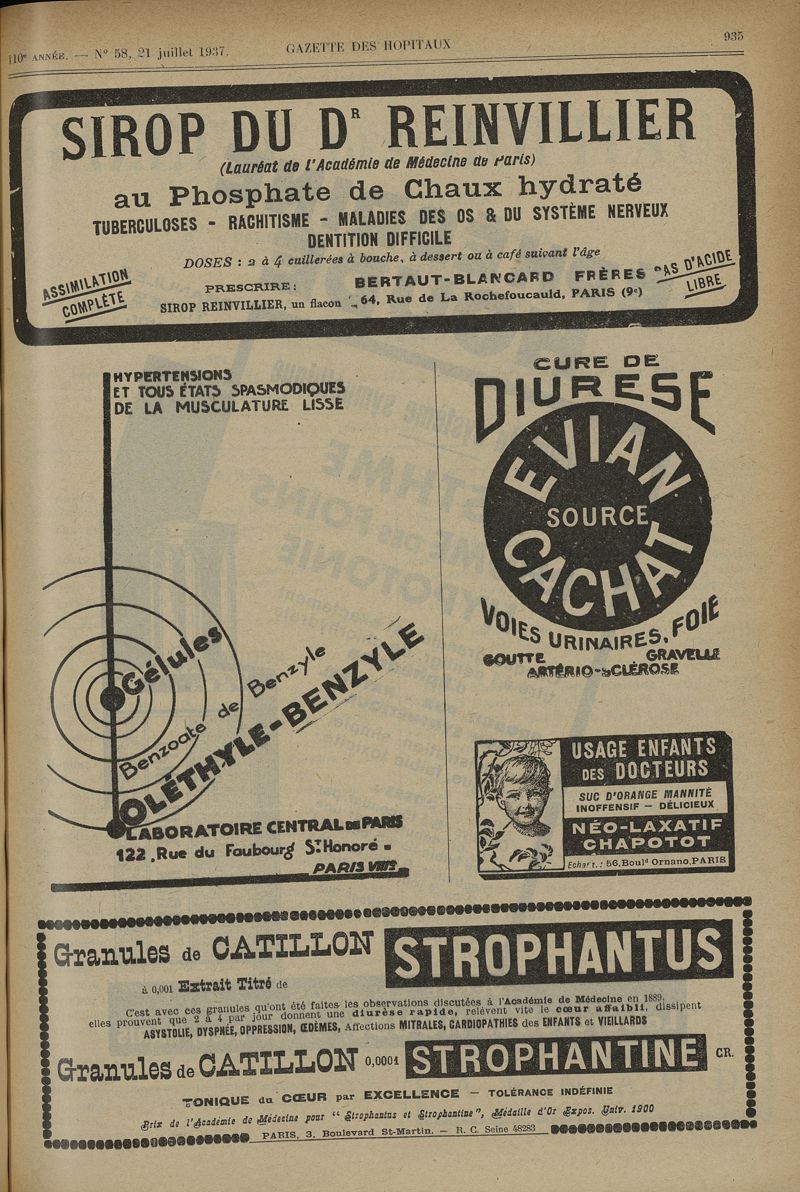 110e ANNÉE. — No 58, 21 juillet 1937.
GAZETTE DES HOPITAUX
935
SIROP DU DR REINVILLIER
(Lauréat de l'Académie de Médecine de Paris)
au Phosphate de Chaux hydraté
TUBERCULOSES - RACHITISME - MALADIES DES OS & DU SYSTÈME NERVEUX
DENTITION DIFFICILE
DOSES : 2 à 4 cuillerées à bouche, à dessert ou à café suivant l'âge
ASSIMILATION
COMPLÈTE
PRESCRIRE :
SIROP REINVILLIER, un flacon
BERTAUT-BLANCARD FRÈRES
64, Rue de La Rochefoucauld, PARIS (9e)
PAS D'ACIDE
LIBRE
HYPERTENSIONS
ET TOUS ÉTATS SPASMODIQUES
DE LA MUSCULATURE LISSE
Gélules
Benzoate de Benzyle
OLÉTHYLE-BENZYLE
LABORATOIRE CENTRAL DE PARIS
122, Rue du Faubourg St Honoré
PARIS VIIIe
CURE DE
DIURESE
EVIAN
SOURCE
CACHAT
VOIES URINAIRES, FOIE
GOUTTE GRAVELLE
ARTÉRIO-SCLÉROSE
USAGE ENFANTS
DES DOCTEURS
SUC D'ORANGE MANNITÉ
INOFFENSIF — DÉLICIEUX
NÉO-LAXATIF
CHAPOTOT
Echart.: 56, Bould Ornano, PARIS
Granules de CATILLON STROPHANTUS
à 0,001 Extrait Titré de
C'est avec ces granules qu'ont été faites les observations discutées à l'Académie de Médecine en 1889,
elles prouvent que 2 à 4 par jour donnent une diurèse rapide, relèvent vite le cœur affaibli, dissipent
ASYSTOLIE, DYSPNÉE, OPPRESSION, ŒDÈMES, Affections MITRALES, CARDIOPATHIES des ENFANTS et VIEILLARDS
Granules de CATILLON 0,0001 STROPHANTINE CR.
TONIQUE du CŒUR par EXCELLENCE — TOLÉRANCE INDÉFINIE
Prix de l'Académie de Médecine pour "Strophantus et Strophantine", Médaille d'Or Expos. Univ. 1900
PARIS, 3, Boulevard St-Martin. — R. C. Seine 48283